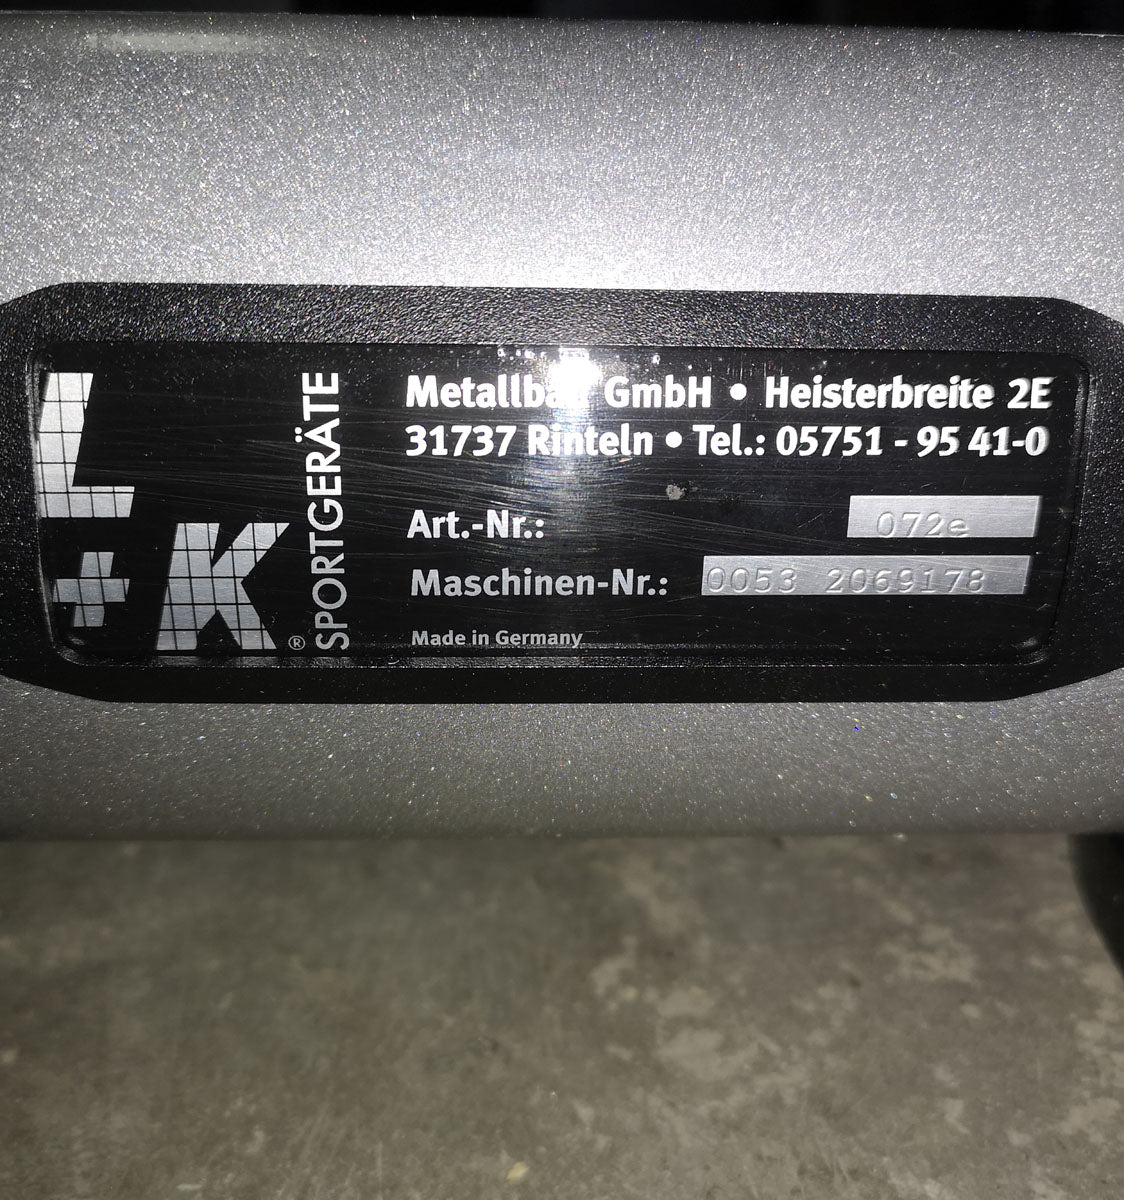 L
+K®
SPORTGERÄTE
Metallbau GmbH • Heisterbreite 2E
31737 Rinteln • Tel.: 05751 - 95 41-0
Art.-Nr.: 072e
Maschinen-Nr.: 0053 2069178
Made in Germany